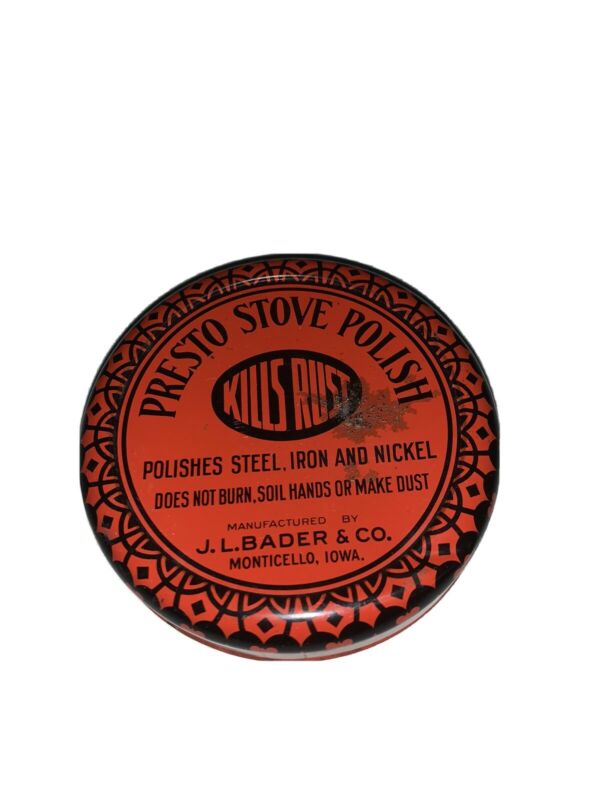 PRESTO STOVE POLISH
KILLS RUST
POLISHES STEEL, IRON AND NICKEL
DOES NOT BURN, SOIL HANDS OR MAKE DUST
MANUFACTURED BY
J. L. BADER & CO.
MONTICELLO, IOWA.